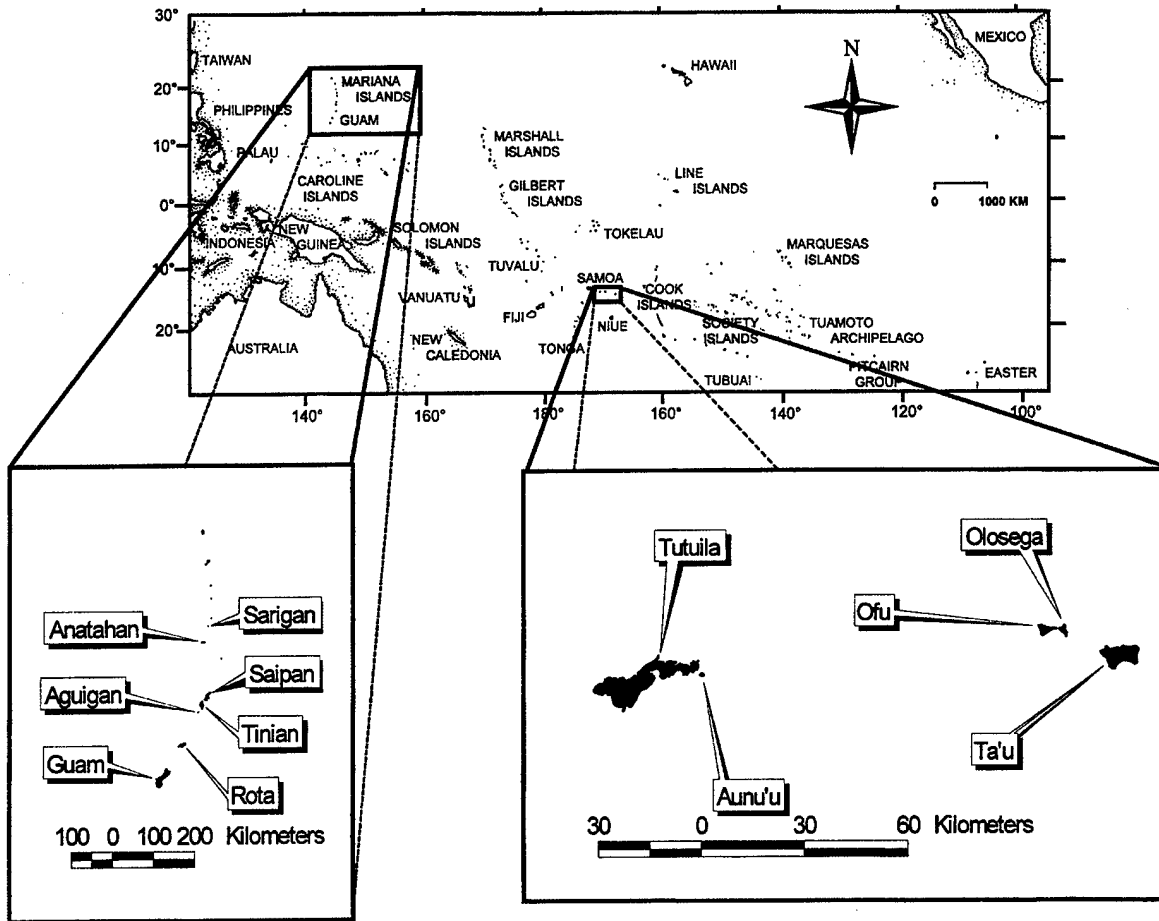 30°
TAIWAN
MEXICO
N
HAWAII
20°
MARIANA
ISLANDS
PHILIPPINES
GUAM
10°
PALAU
MARSHALL
ISLANDS
CAROLINE
ISLANDS
GILBERT
ISLANDS
LINE
ISLANDS
0 1000 KM
0°
INDONESIA
NEW
GUINEA
SOLOMON
ISLANDS
TOKELAU
MARQUESAS
ISLANDS
10°
TUVALU
SAMOA
COOK
ISLANDS
VANUATU
FIJI
NIUE
SOCIETY
ISLANDS
TUAMOTO
ARCHIPELAGO
20°
AUSTRALIA
NEW
CALEDONIA
TONGA
TUBUAI
PITCAIRN
GROUP
EASTER
140° 160° 180° 160° 140° 120° 100°
Anatahan
Sarigan
Saipan
Aguigan
Tinian
Guam
Rota
100 0 100 200 Kilometers
Tutuila
Olosega
Ofu
Ta'u
Aunu'u
30 0 30 60 Kilometers